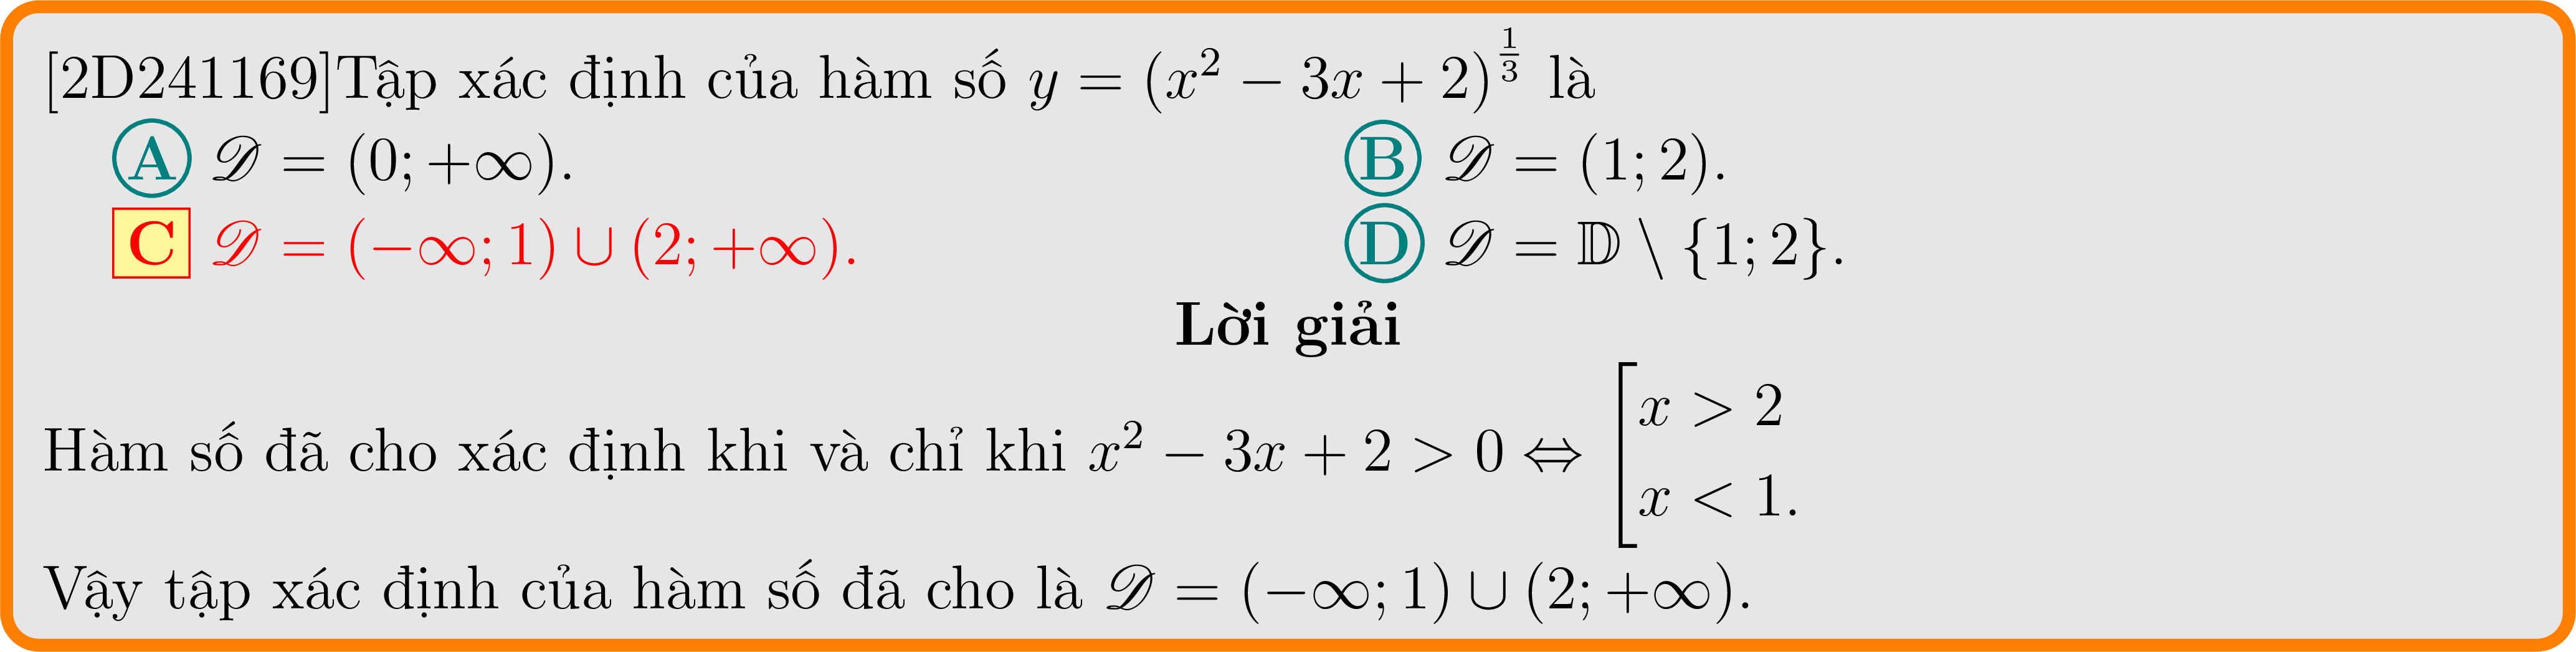 [2D241169]Tập xác định của hàm số $y = (x^2 - 3x + 2)^{\frac{1}{3}}$ là
A $\mathscr{D} = (0; +\infty)$. B $\mathscr{D} = (1; 2)$.
C $\mathscr{D} = (-\infty; 1) \cup (2; +\infty)$. D $\mathscr{D} = \mathbb{D} \setminus \{1; 2\}$.
Lời giải
Hàm số đã cho xác định khi và chỉ khi $x^2 - 3x + 2 > 0 \Leftrightarrow \left[\begin{array}{l} x > 2 \\ x < 1. \end{array}\right.$
Vậy tập xác định của hàm số đã cho là $\mathscr{D} = (-\infty; 1) \cup (2; +\infty)$.